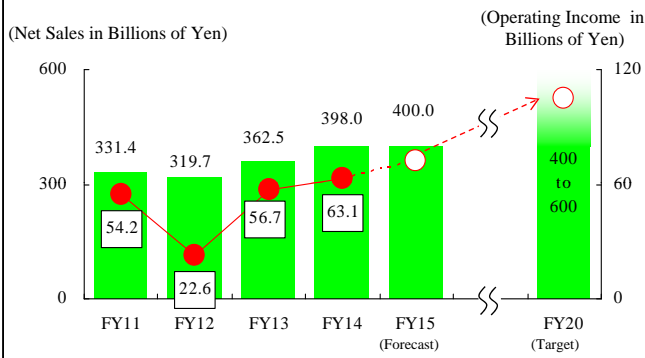 (Operating Income in
Billions of Yen)
(Net Sales in Billions of Yen)
600
120
331.4
319.7
362.5
398.0
400.0
400
to
600
300
60
54.2
22.6
56.7
63.1
0
0
FY11
FY12
FY13
FY14
FY15
(Forecast)
FY20
(Target)